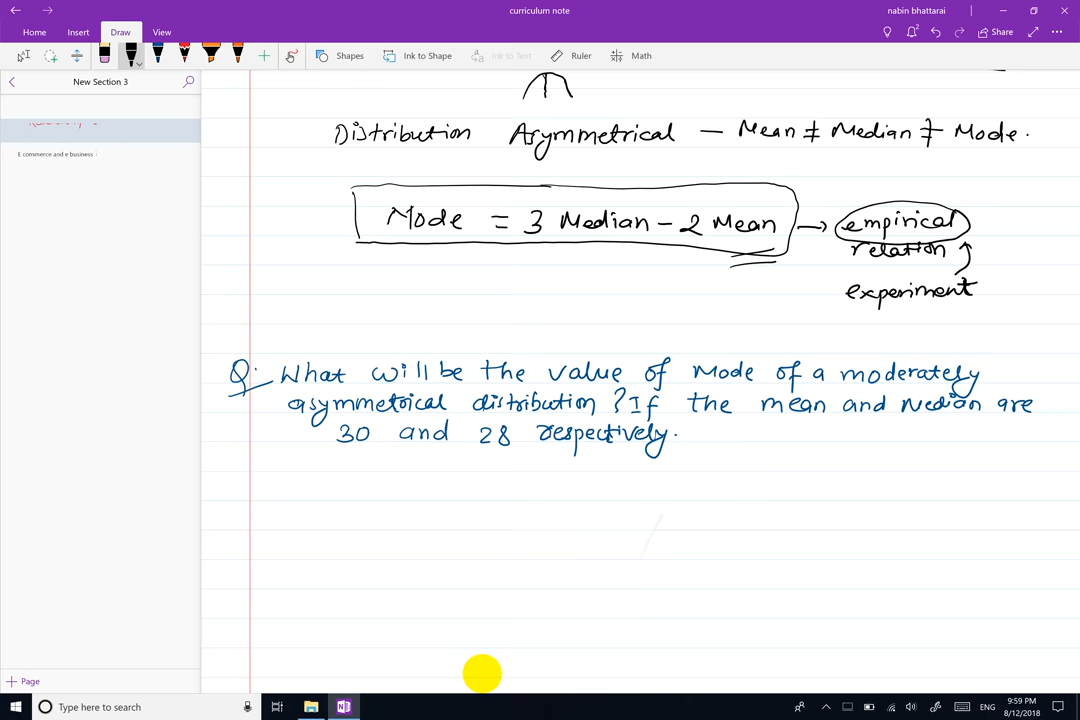 curriculum note
nabin bhattarai
Home Insert Draw View
Share
Shapes Ink to Shape Ink to Text Ruler Math
New Section 3
E commerce and e business
Distribution Asymmetrical - Mean ≠ Median ≠ Mode.
Mode = 3 Median - 2 Mean → empirical
relation
experiment
Q. What will be the value of Mode of a moderately
asymmetrical distribution? If the mean and Median are
30 and 28 respectively.
+ Page
Type here to search
ENG
9:59 PM
8/12/2018